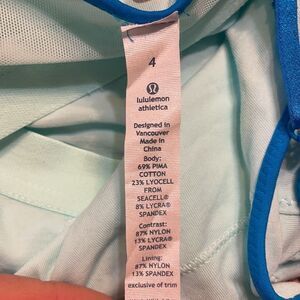 4
lululemon
athletica
Designed in
Vancouver
Made in
China
Body:
69% PIMA
COTTON
23% LYOCELL
FROM
SEACELL®
8% LYCRA®
SPANDEX
Contrast:
87% NYLON
13% LYCRA®
SPANDEX
Lining:
87% NYLON
13% SPANDEX
exclusive of trim